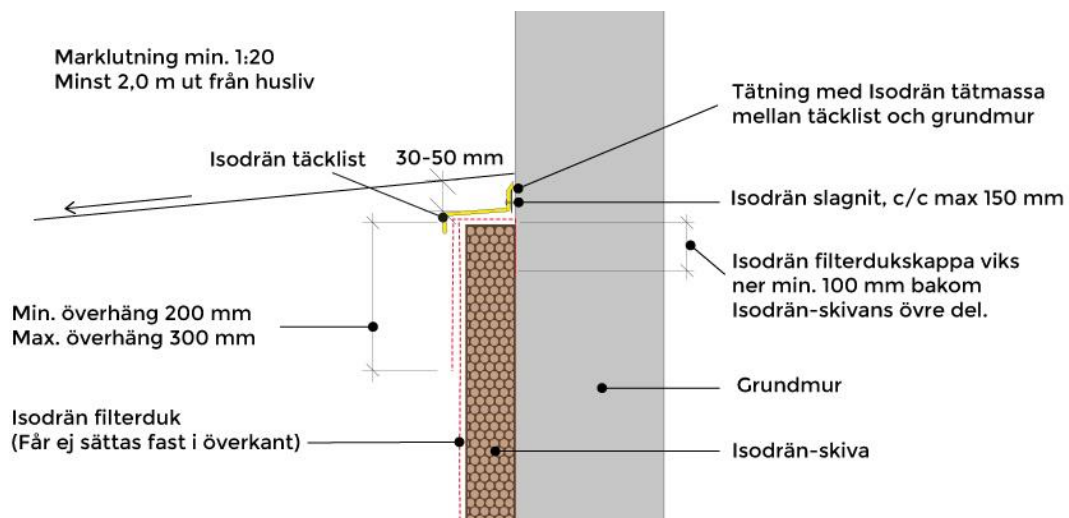 Marklutning min. 1:20
Minst 2,0 m ut från husliv
Isodrän täcklist
30-50 mm
Tätning med Isodrän tätmassa
mellan täcklist och grundmur
Isodrän slagnit, c/c max 150 mm
Isodrän filterdukskappa viks
ner min. 100 mm bakom
Isodrän-skivans övre del.
Min. överhäng 200 mm
Max. överhäng 300 mm
Grundmur
Isodrän filterduk
(Får ej sättas fast i överkant)
Isodrän-skiva